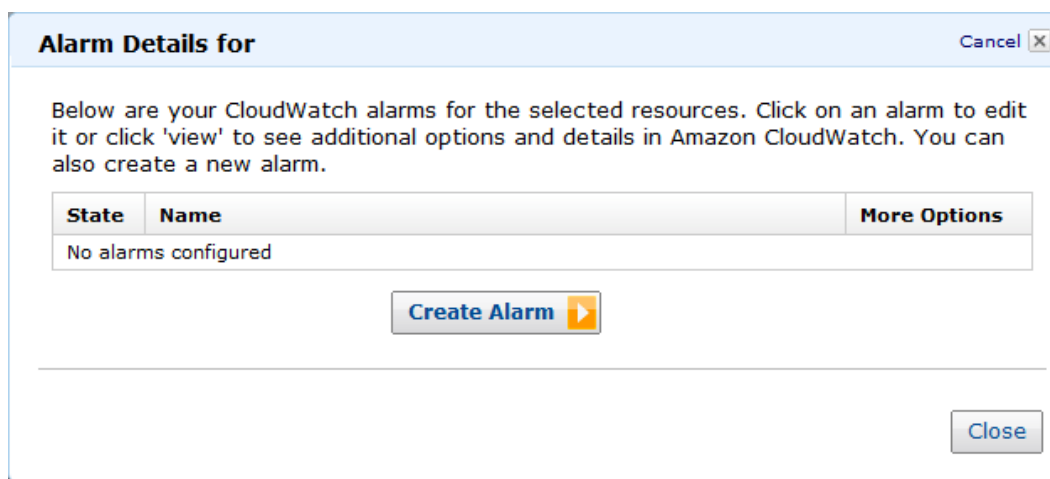 Alarm Details for
Cancel
Below are your CloudWatch alarms for the selected resources. Click on an alarm to edit
it or click 'view' to see additional options and details in Amazon CloudWatch. You can
also create a new alarm.
State Name More Options
No alarms configured
Create Alarm
Close